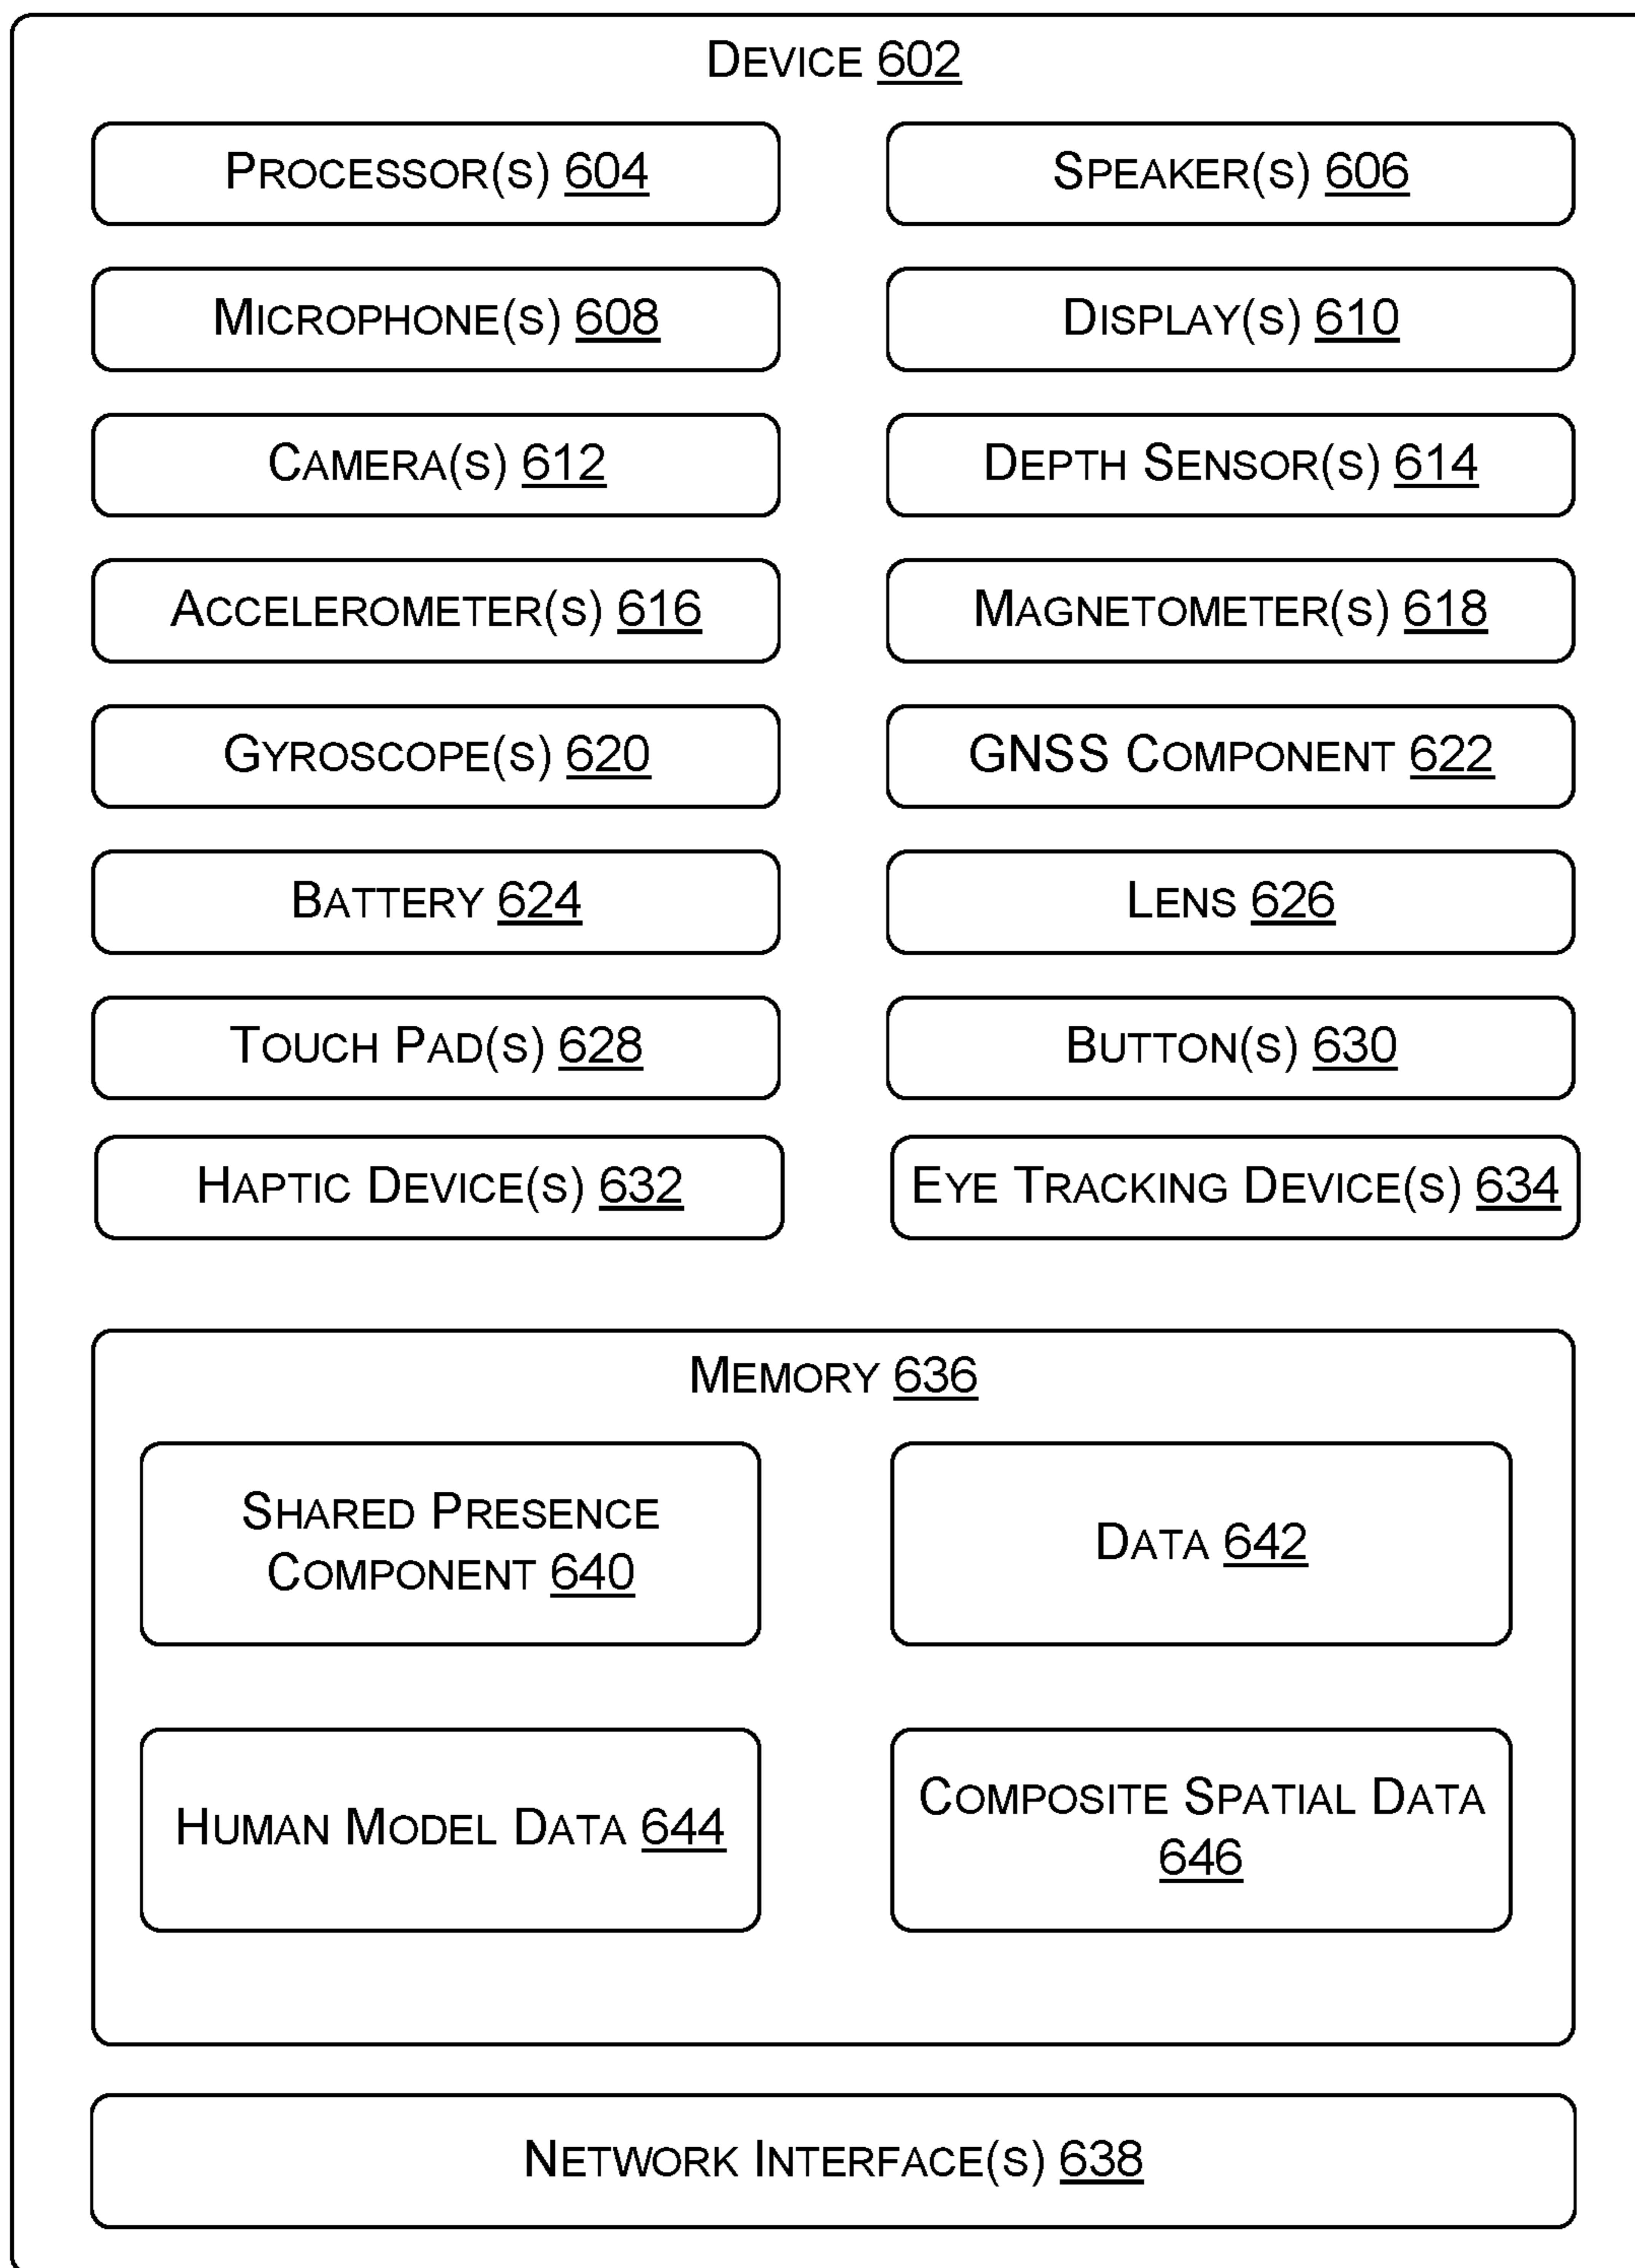 DEVICE 602
PROCESSOR(S) 604
SPEAKER(S) 606
MICROPHONE(S) 608
DISPLAY(S) 610
CAMERA(S) 612
DEPTH SENSOR(S) 614
ACCELEROMETER(S) 616
MAGNETOMETER(S) 618
GYROSCOPE(S) 620
GNSS COMPONENT 622
BATTERY 624
LENS 626
TOUCH PAD(S) 628
BUTTON(S) 630
HAPTIC DEVICE(S) 632
EYE TRACKING DEVICE(S) 634
MEMORY 636
SHARED PRESENCE
COMPONENT 640
DATA 642
HUMAN MODEL DATA 644
COMPOSITE SPATIAL DATA
646
NETWORK INTERFACE(S) 638